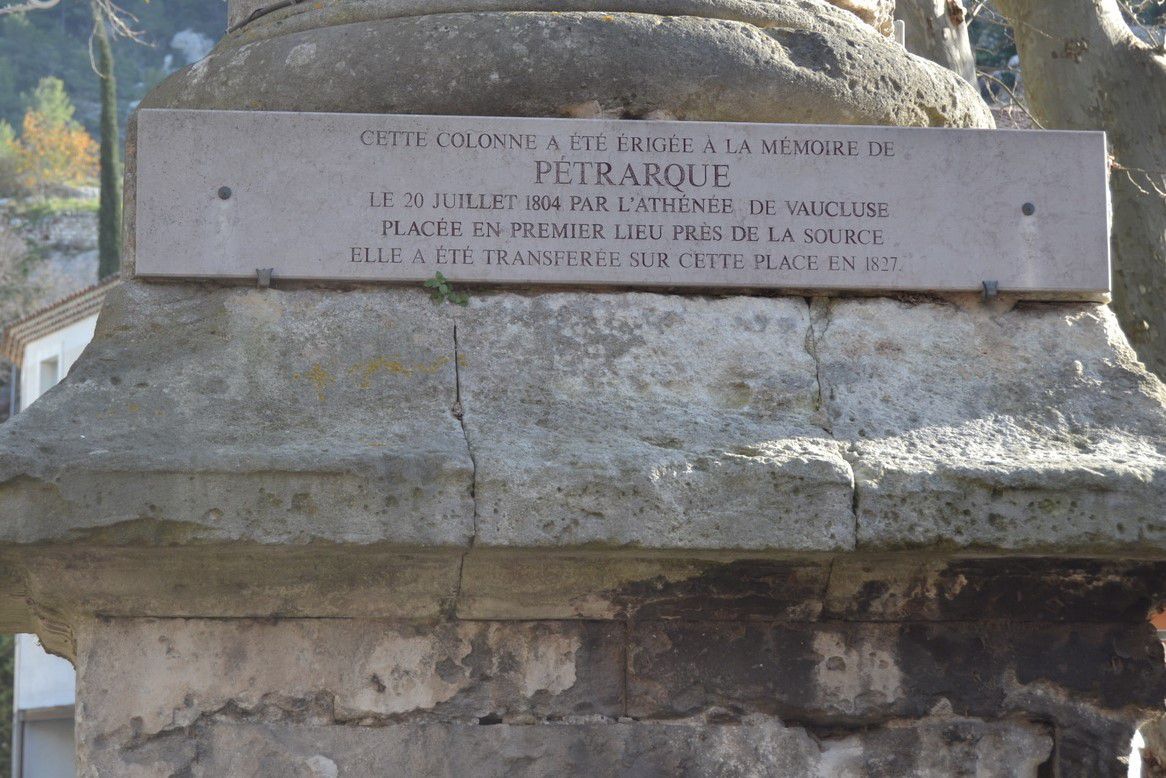 CETTE COLONNE A ÉTÉ ÉRIGÉE À LA MÉMOIRE DE
PÉTRARQUE
LE 20 JUILLET 1804 PAR L'ATHÉNÉE DE VAUCLUSE
PLACÉE EN PREMIER LIEU PRÈS DE LA SOURCE
ELLE A ÉTÉ TRANSFERÉE SUR CETTE PLACE EN 1827.